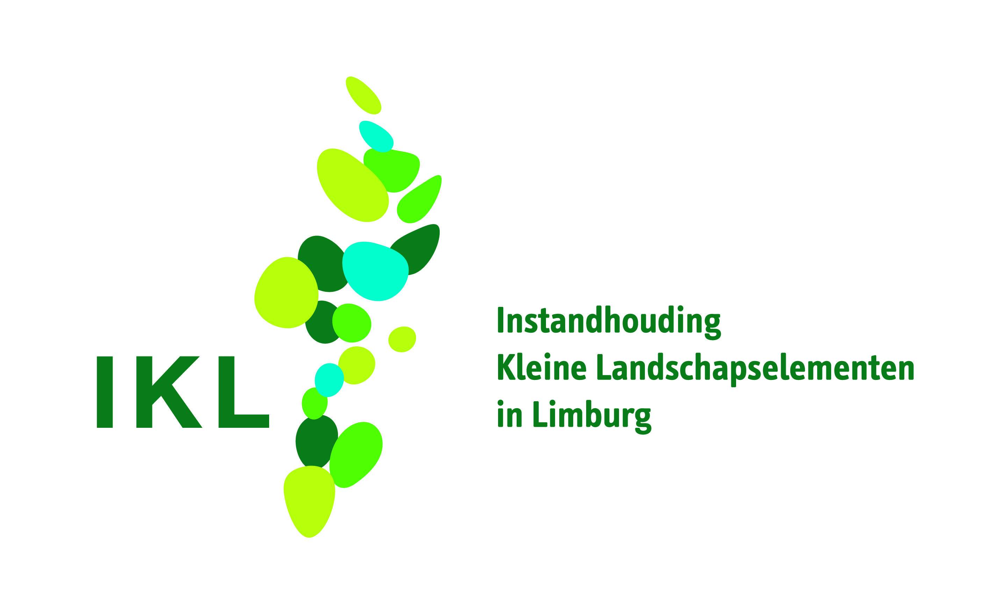 IKL
Instandhouding
Kleine Landschapselementen
in Limburg